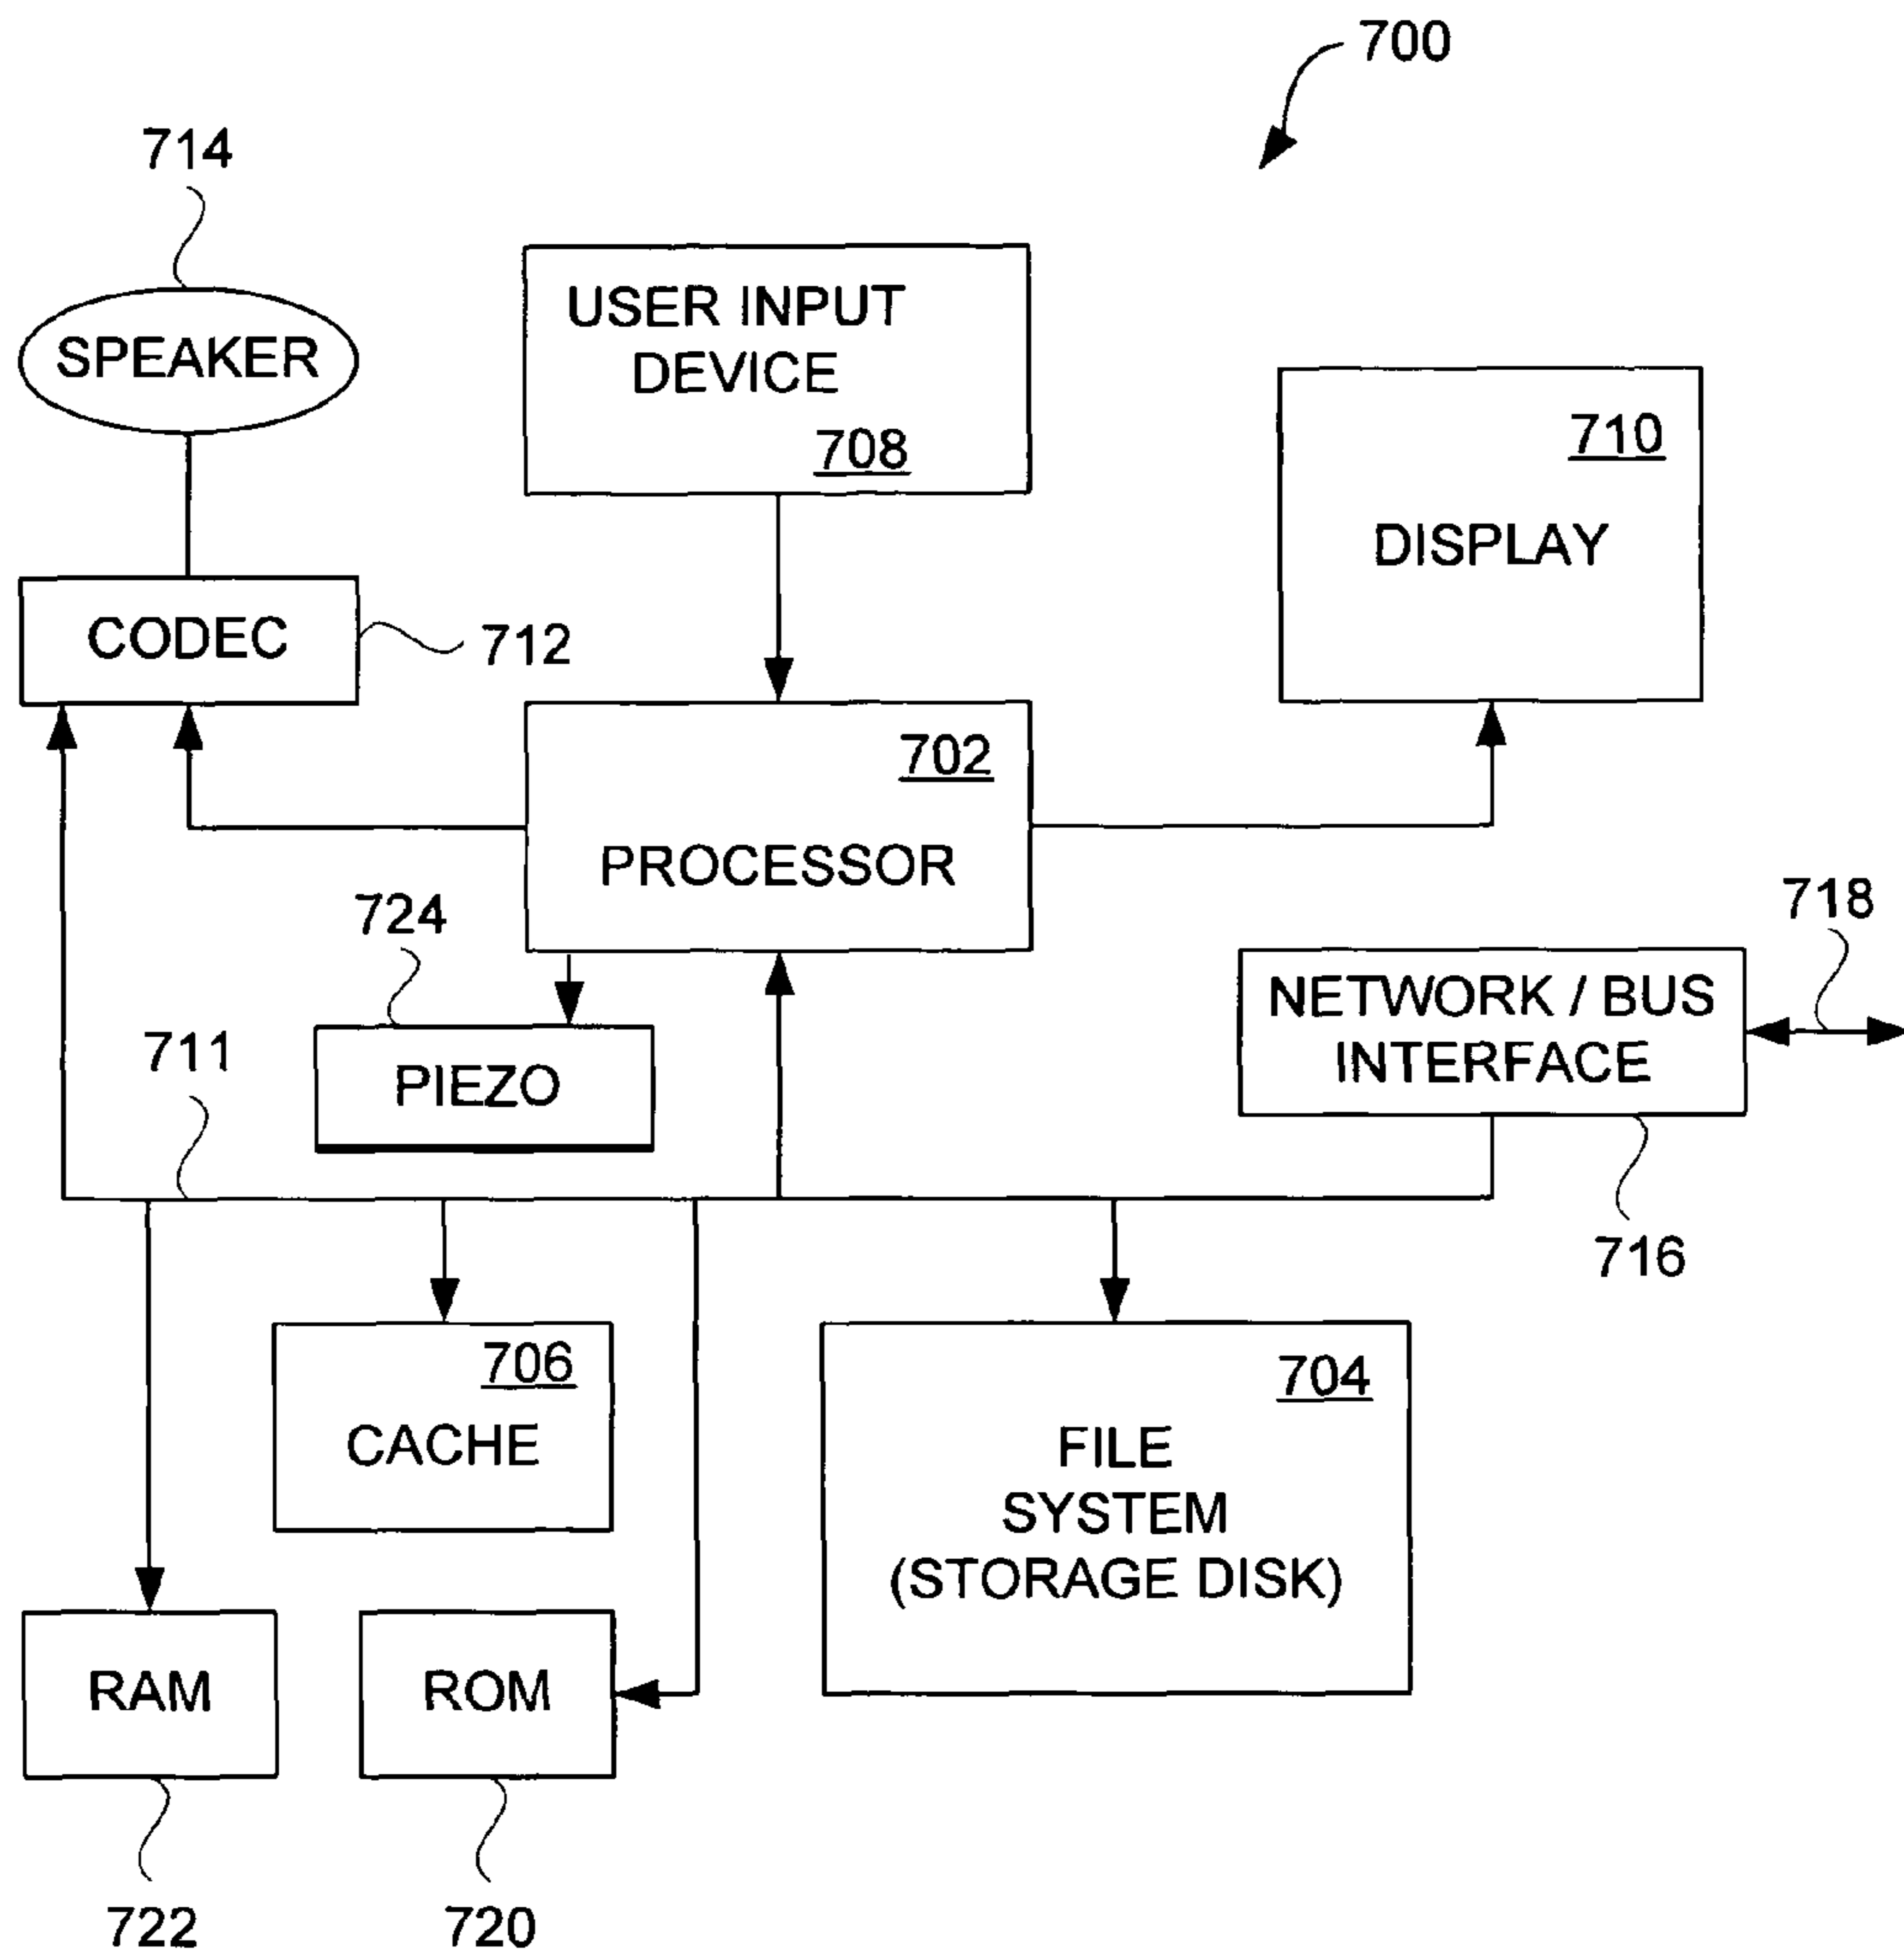 700
714
SPEAKER
USER INPUT
DEVICE
708
710
DISPLAY
CODEC
712
702
PROCESSOR
724
718
NETWORK / BUS
INTERFACE
711
PIEZO
716
706
CACHE
704
FILE
SYSTEM
(STORAGE DISK)
RAM
ROM
722
720